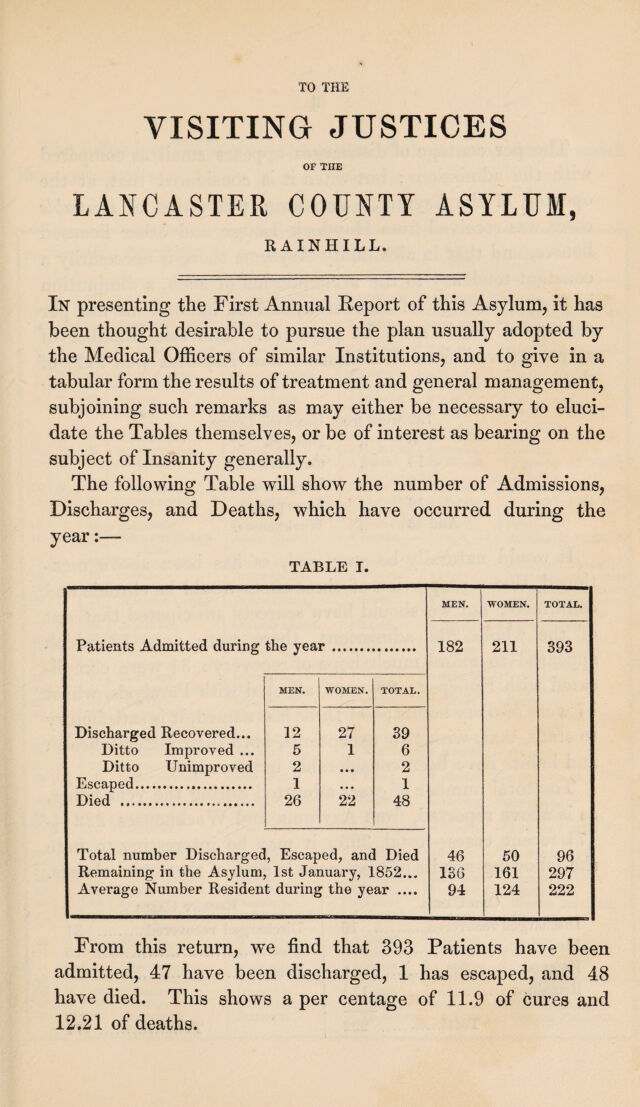 TO THE
VISITING JUSTICES
OF THE
LANCASTER COUNTY ASYLUM,
RAINHILL.
IN presenting the First Annual Report of this Asylum, it has
been thought desirable to pursue the plan usually adopted by
the Medical Officers of similar Institutions, and to give in a
tabular form the results of treatment and general management,
subjoining such remarks as may either be necessary to eluci-
date the Tables themselves, or be of interest as bearing on the
subject of Insanity generally.
The following Table will show the number of Admissions,
Discharges, and Deaths, which have occurred during the
year:—
TABLE I.
MEN. WOMEN. TOTAL.
Patients Admitted during the year ............... 182 211 393
MEN. WOMEN. TOTAL.
Discharged Recovered... 12 27 39
Ditto Improved ... 5 1 6
Ditto Unimproved 2 ... 2
Escaped..................... 1 ... 1
Died ........................ 26 22 48
Total number Discharged, Escaped, and Died 46 50 96
Remaining in the Asylum, 1st January, 1852... 136 161 297
Average Number Resident during the year .... 94 124 222
From this return, we find that 393 Patients have been
admitted, 47 have been discharged, 1 has escaped, and 48
have died. This shows a per centage of 11.9 of cures and
12.21 of deaths.